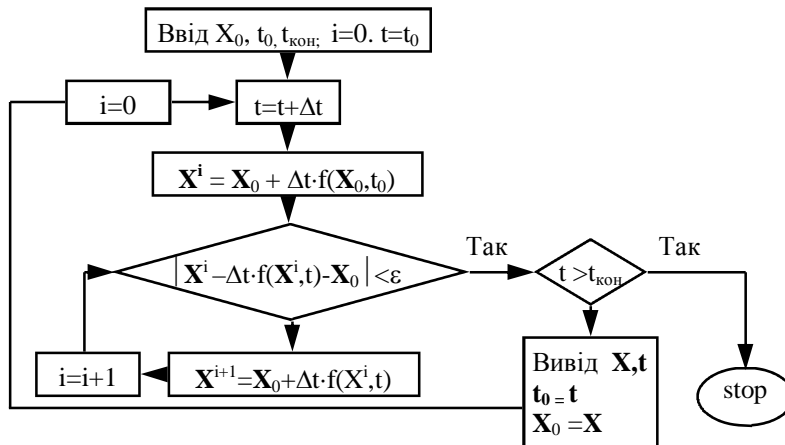 Ввід X₀, t₀, tкон; i=0. t=t₀
i=0
t=t+Δt
Xⁱ = X₀ + Δt·f(X₀,t₀)
Так
Так
|Xⁱ–Δt·f(Xⁱ,t)-X₀| <ε
t >tкон
i=i+1
Xⁱ⁺¹=X₀+Δt·f(Xⁱ,t)
Вивід X,t
t₀ = t
X₀ =X
stop